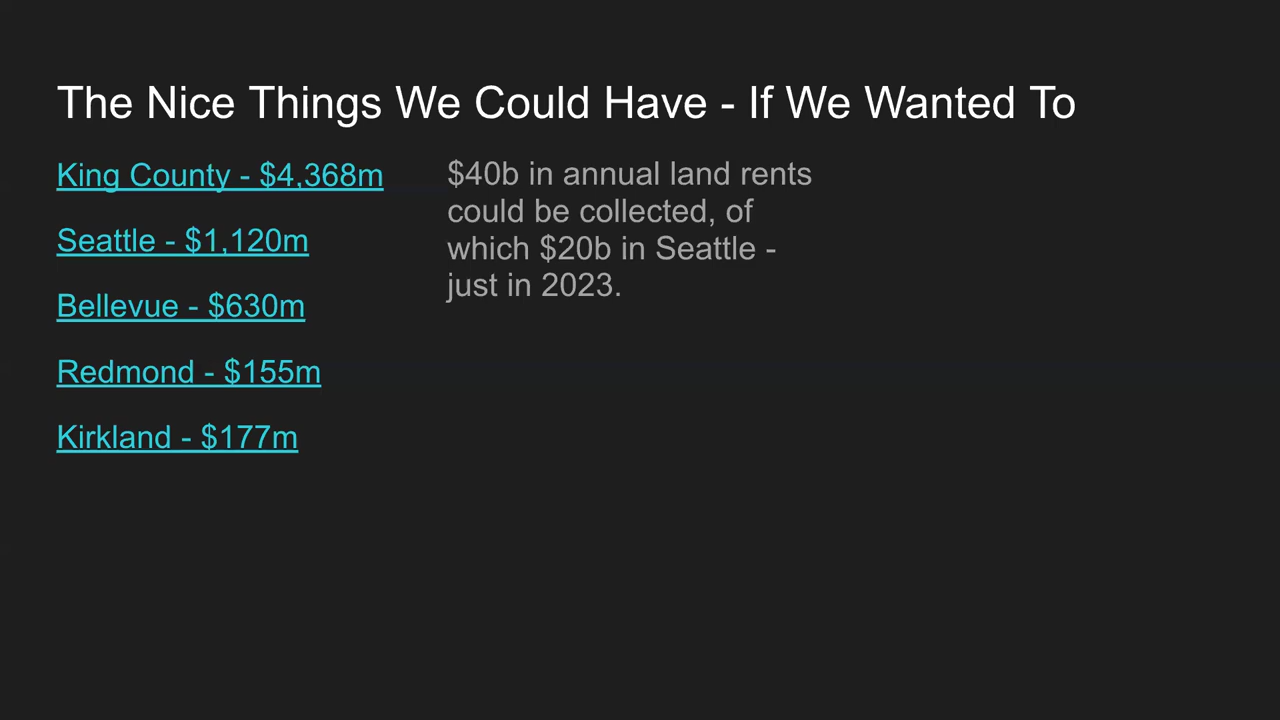 The Nice Things We Could Have - If We Wanted To
King County - $4,368m
Seattle - $1,120m
Bellevue - $630m
Redmond - $155m
Kirkland - $177m
$40b in annual land rents
could be collected, of
which $20b in Seattle -
just in 2023.